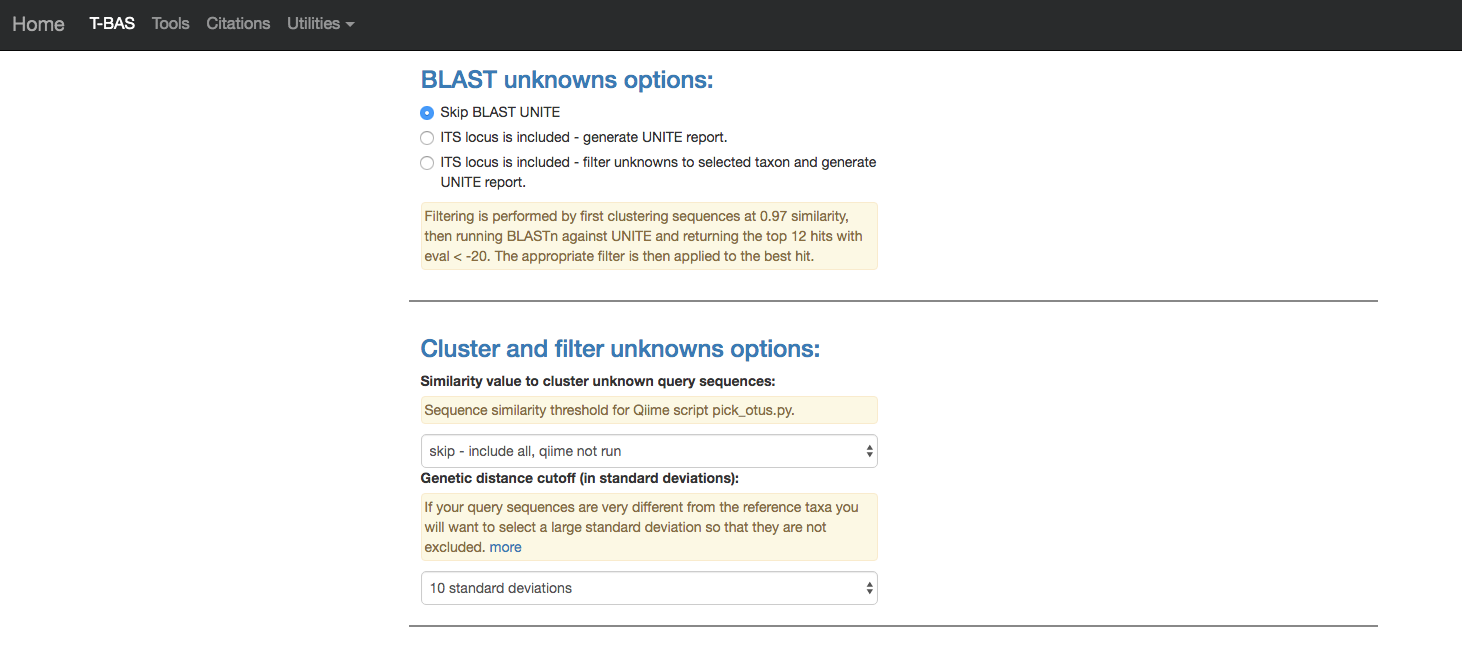 Home T-BAS Tools Citations Utilities
BLAST unknowns options:
Skip BLAST UNITE
ITS locus is included - generate UNITE report.
ITS locus is included - filter unknowns to selected taxon and generate
UNITE report.
Filtering is performed by first clustering sequences at 0.97 similarity,
then running BLASTn against UNITE and returning the top 12 hits with
eval < -20. The appropriate filter is then applied to the best hit.
Cluster and filter unknowns options:
Similarity value to cluster unknown query sequences:
Sequence similarity threshold for Qiime script pick_otus.py.
skip - include all, qiime not run
Genetic distance cutoff (in standard deviations):
If your query sequences are very different from the reference taxa you
will want to select a large standard deviation so that they are not
excluded. more
10 standard deviations